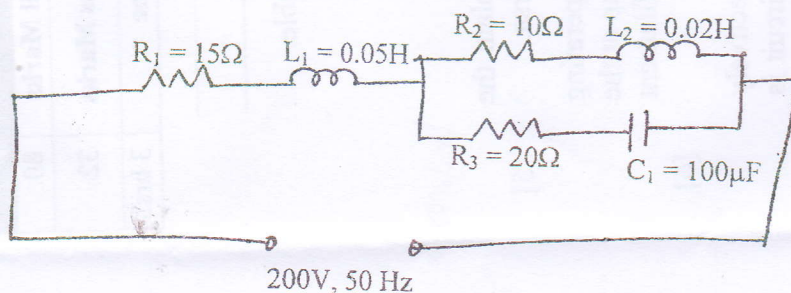 R₁ = 15Ω
L₁ = 0.05H
R₂ = 10Ω
L₂ = 0.02H
R₃ = 20Ω
C₁ = 100μF
200V, 50 Hz